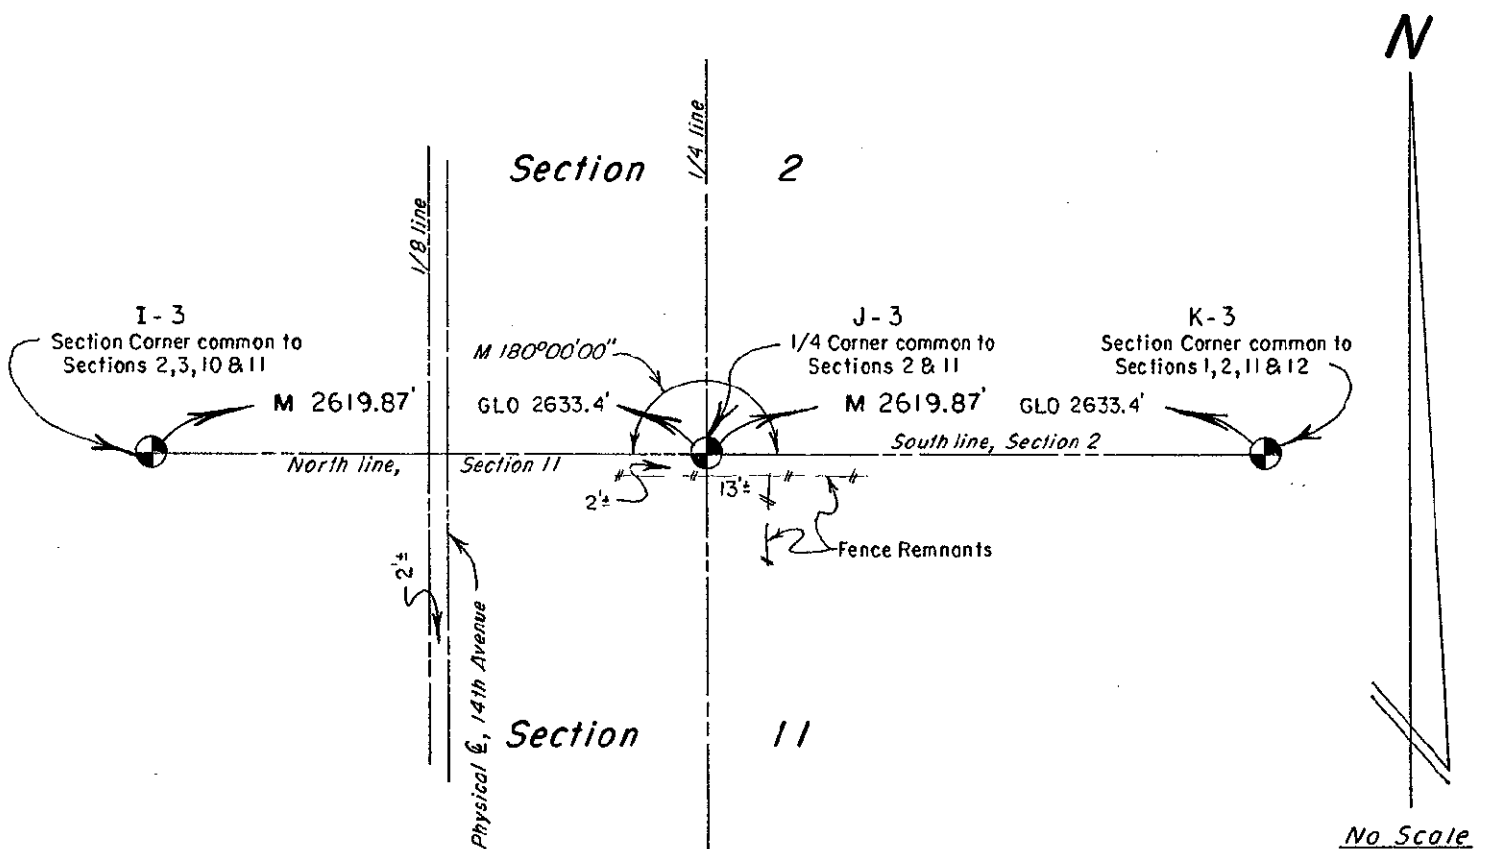 N
Section 2
1/4 line
1/8 line
I-3
Section Corner common to
Sections 2,3,10 & 11
M 180°00'00"
J-3
1/4 Corner common to
Sections 2 & 11
K-3
Section Corner common to
Sections 1,2,11 & 12
M 2619.87'
GLO 2633.4'
M 2619.87'
GLO 2633.4'
North line, Section 11
South line, Section 2
2'±
13'±
Fence Remnants
2'±
Physical ℄, 14th Avenue
Section 11
No Scale